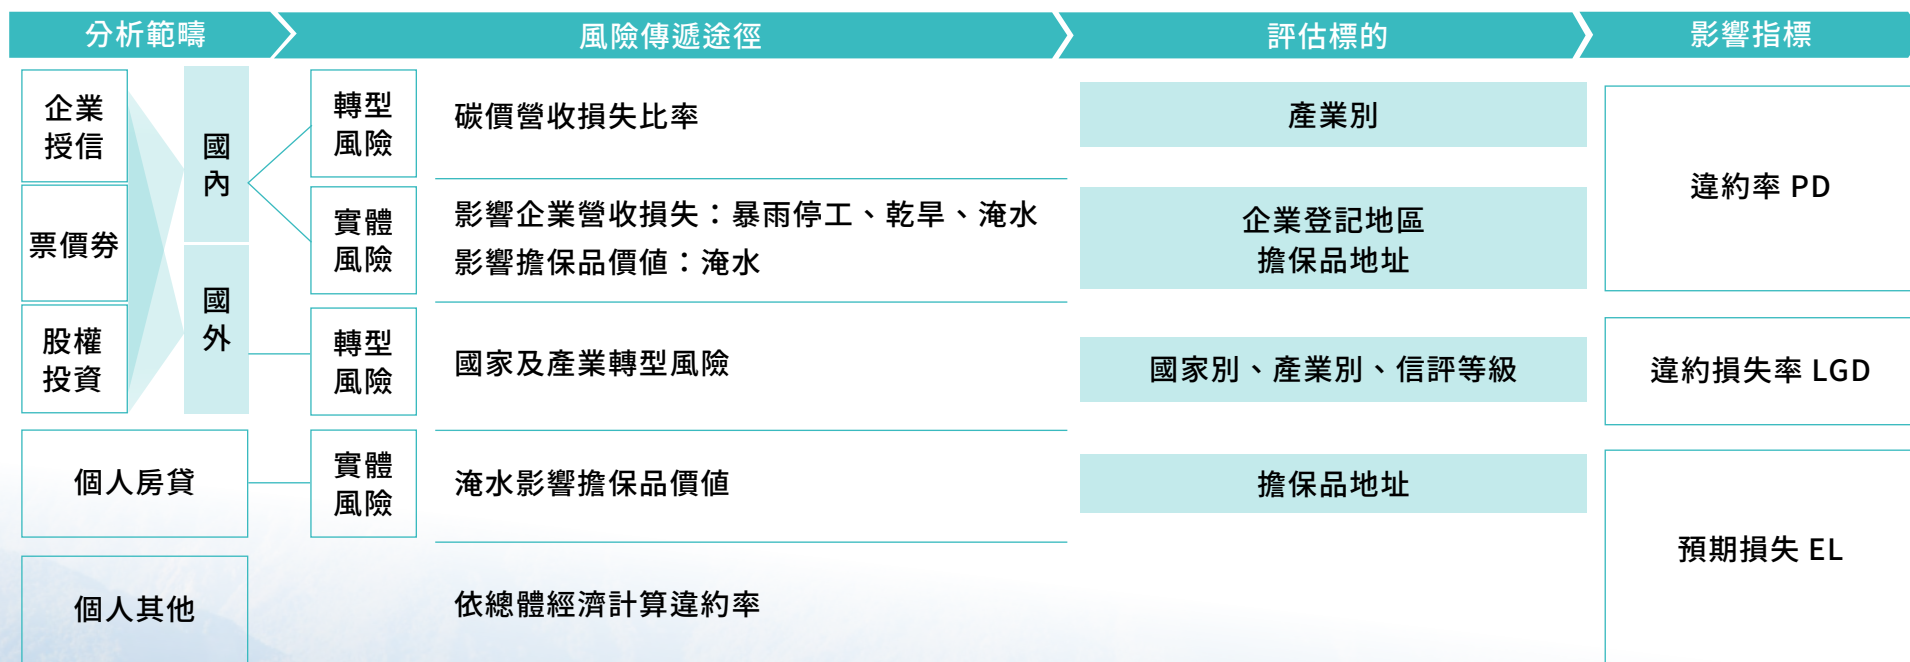 分析範疇
風險傳遞途徑
評估標的
影響指標
企業
授信
票價券
股權
投資
國
內
國
外
轉型
風險
碳價營收損失比率
產業別
實體
風險
影響企業營收損失：暴雨停工、乾旱、淹水
影響擔保品價值：淹水
企業登記地區
擔保品地址
轉型
風險
國家及產業轉型風險
國家別、產業別、信評等級
個人房貸
實體
風險
淹水影響擔保品價值
擔保品地址
個人其他
依總體經濟計算違約率
違約率 PD
違約損失率 LGD
預期損失 EL